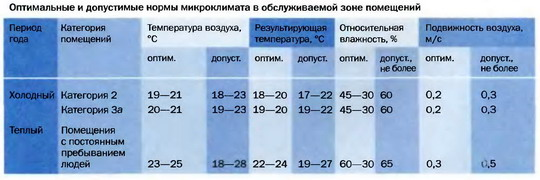 Оптимальные и допустимые нормы микроклимата в обслуживаемой зоне помещений
Период года Категория помещений Температура воздуха, °С Результирующая температура, °С Относительная влажность, % Подвижность воздуха, м/с
оптим. допуст. оптим. допуст. оптим. допуст., не более оптим. допуст., не более
Холодный Категория 2 19—21 18—23 18—20 17—22 45—30 60 0,2 0,3
Категория 3а 20—21 19—23 19—20 19—22 45—30 60 0,2 0,3
Теплый Помещения
с постоянным
пребыванием
людей 23—25 18—28 22—24 19—27 60—30 65 0,3 0,5